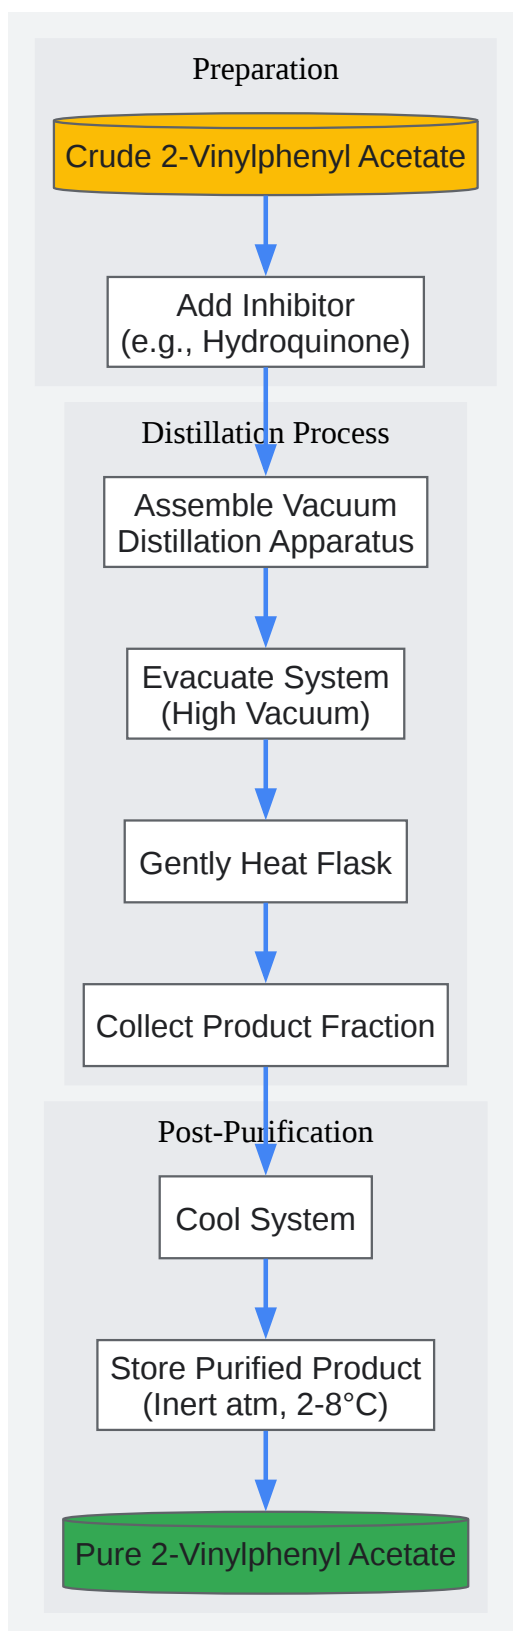 Preparation
Crude 2-Vinylphenyl Acetate
Add Inhibitor
(e.g., Hydroquinone)
Distillation Process
Assemble Vacuum
Distillation Apparatus
Evacuate System
(High Vacuum)
Gently Heat Flask
Collect Product Fraction
Post-Purification
Cool System
Store Purified Product
(Inert atm, 2-8°C)
Pure 2-Vinylphenyl Acetate